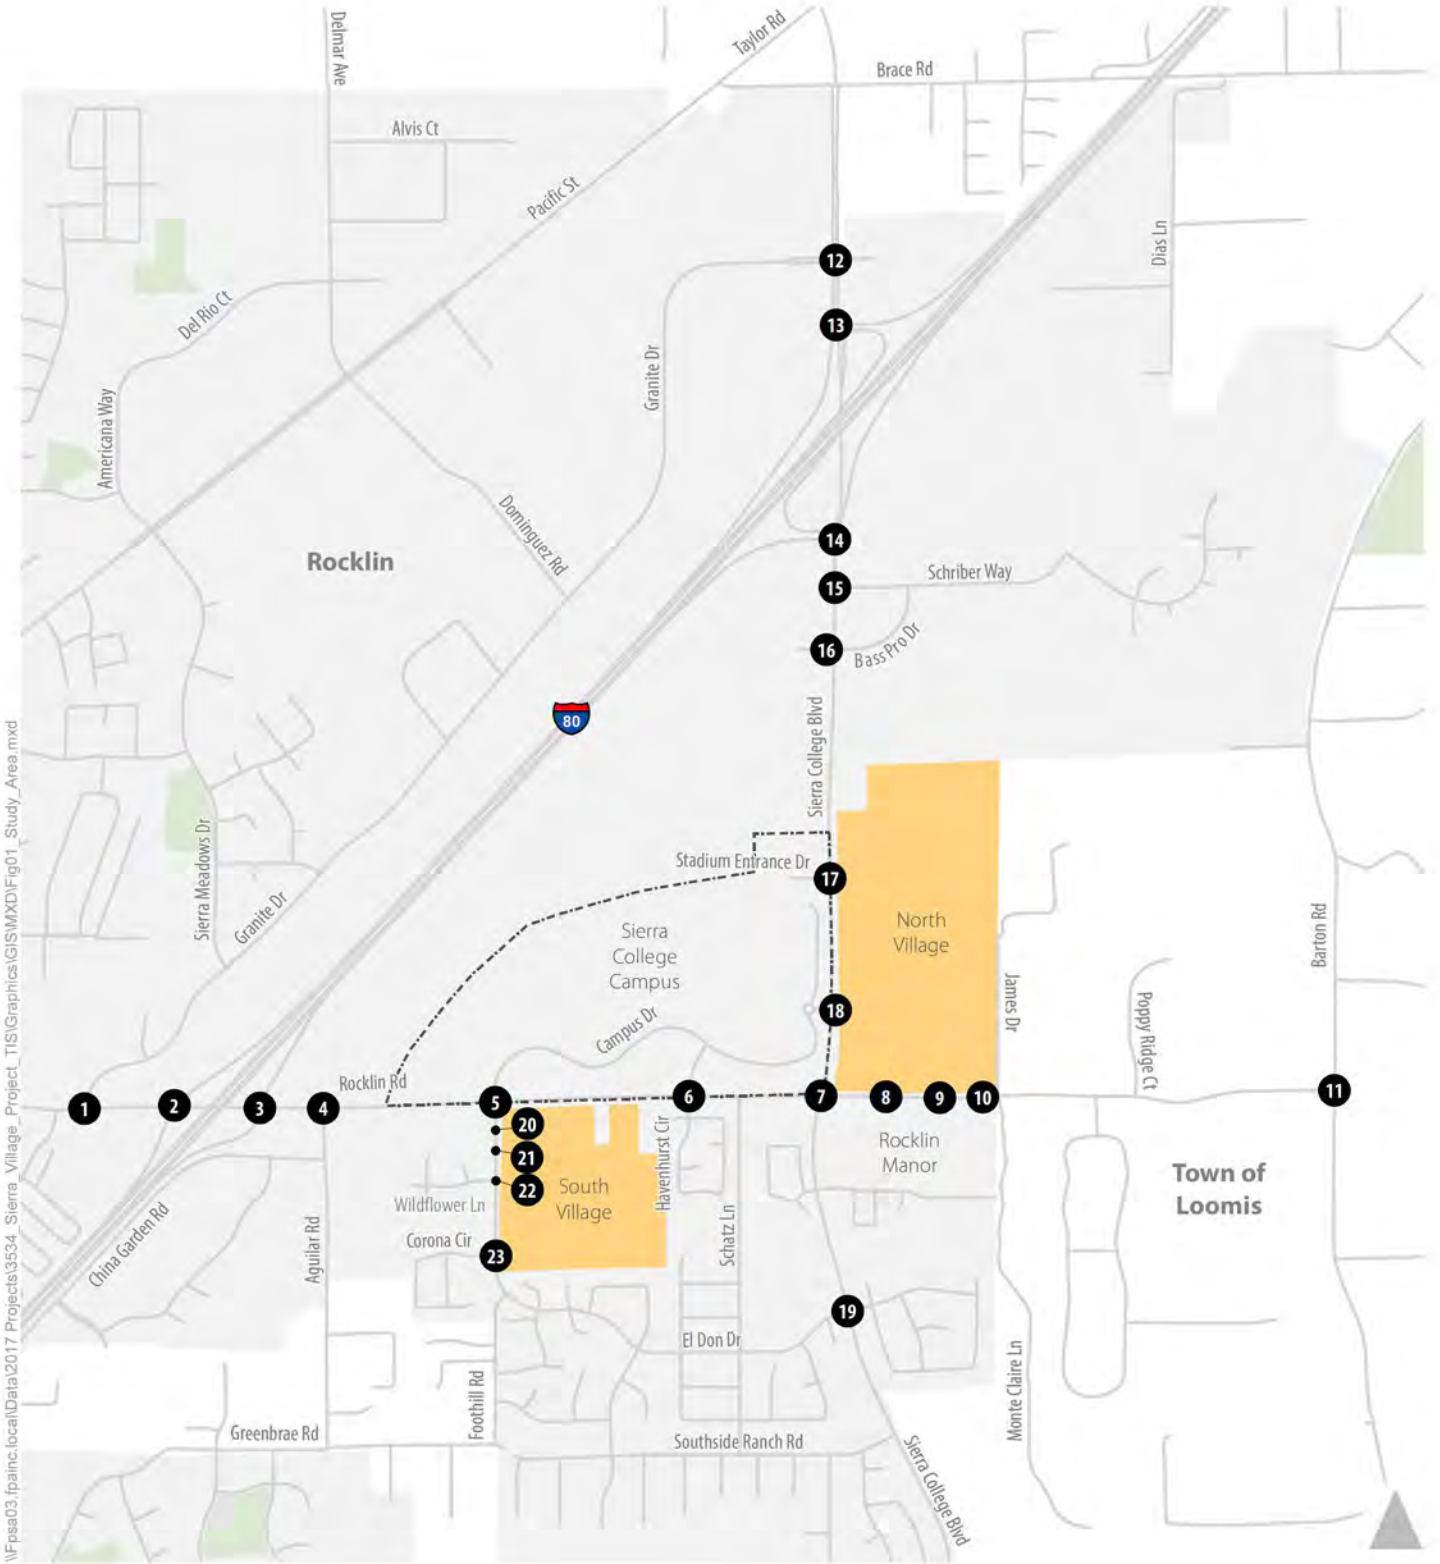 Delmar Ave
Taylor Rd
Brace Rd
Alvis Ct
Pacific St
Dias Ln
12
Del Rio Ct
13
Granite Dr
Americana Way
Dominguez Rd
14
Rocklin
Schriber Way
15
Bass Pro Dr
16
80
Sierra College Blvd
Sierra Meadows Dr
Stadium Entrance Dr
17
Granite Dr
Sierra
College
Campus
North
Village
Barton Rd
James Dr
Poppy Ridge Ct
18
Campus Dr
Rocklin Rd
1
2
3
4
5
6
7
8
9
10
11
20
21
22
Havenhurst Cir
Rocklin
Manor
Town of
Loomis
South
Village
Wildflower Ln
Schatz Ln
China Garden Rd
Aguilar Rd
Corona Cir
23
19
El Don Dr
Monte Claire Ln
Foothill Rd
Greenbrae Rd
Southside Ranch Rd
Sierra College Blvd
\\Fpsa03.fpainc.local\Data\2017 Projects\3534_Sierra_Village_Project_TIS\Graphics\GIS\MXD\Fig01_Study_Area.mxd